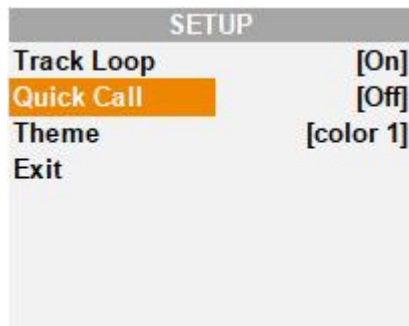 SETUP
Track Loop [On]
Quick Call [Off]
Theme [color 1]
Exit